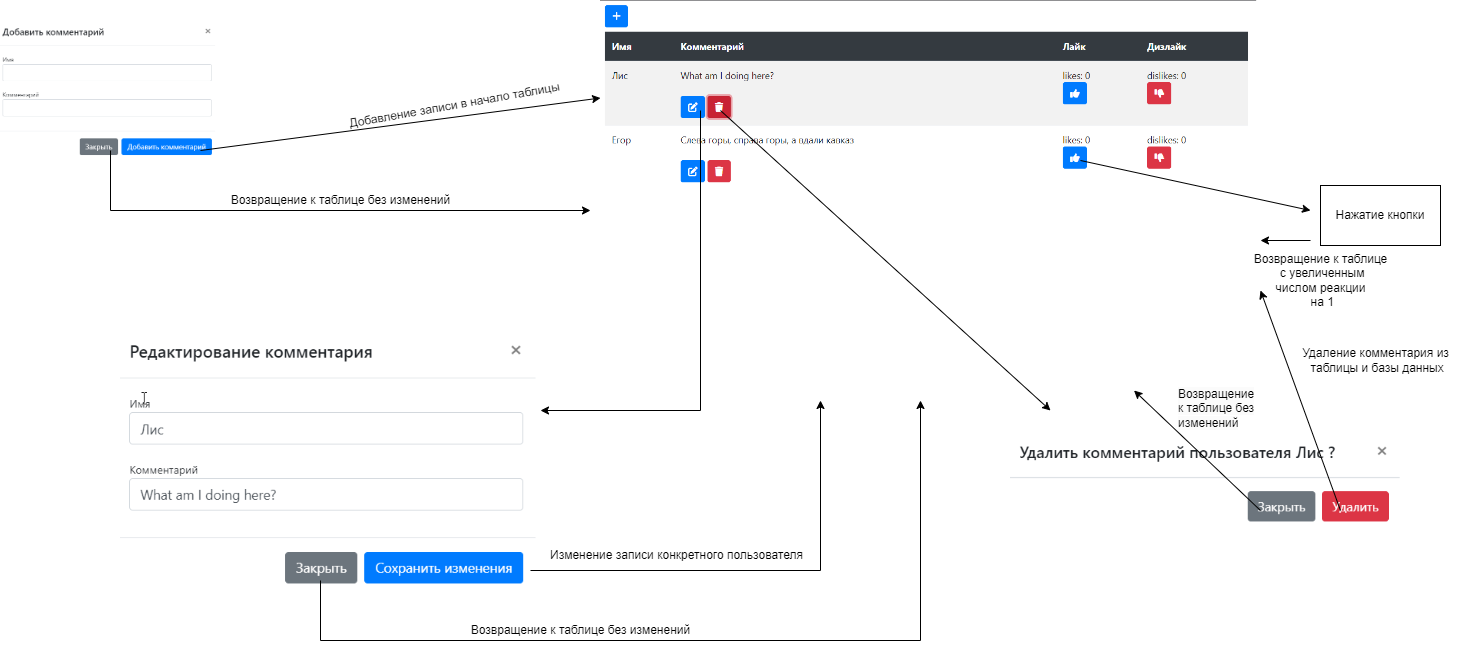 Добавить комментарий ×
Имя
Комментарий
Закрыть Добавить комментарий
Добавление записи в начало таблицы
Возвращение к таблице без изменений
+
Имя Комментарий Лайк Дизлайк
Лис What am I doing here? likes: 0 dislikes: 0
Егор Слева горы, справа горы, а вдали кавказ likes: 0 dislikes: 0
Нажатие кнопки
Возвращение к таблице
с увеличенным
числом реакции
на 1
Удаление комментария из
таблицы и базы данных
Возвращение
к таблице без
изменений
Редактирование комментария ×
Имя
Лис
Комментарий
What am I doing here?
Закрыть Сохранить изменения
Изменение записи конкретного пользователя
Возвращение к таблице без изменений
Удалить комментарий пользователя Лис ? ×
Закрыть Удалить